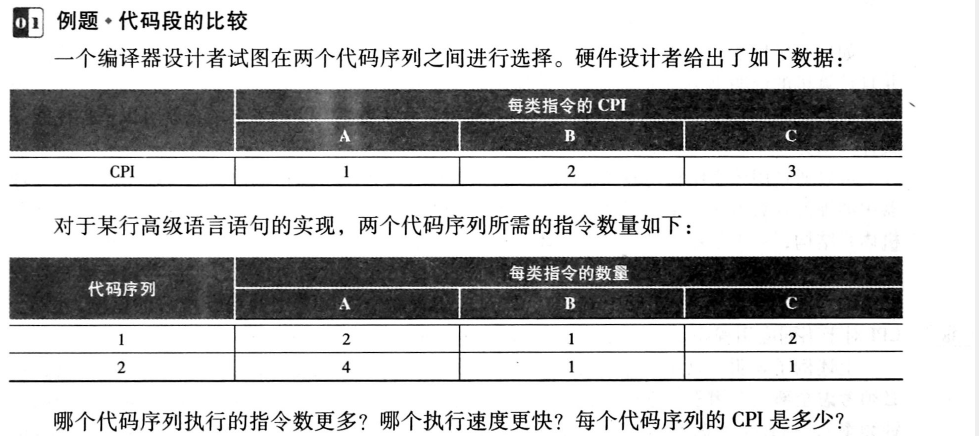 01 例题·代码段的比较
一个编译器设计者试图在两个代码序列之间进行选择。硬件设计者给出了如下数据：
每类指令的 CPI
A B C
CPI 1 2 3
对于某行高级语言语句的实现，两个代码序列所需的指令数量如下：
代码序列 每类指令的数量
A B C
1 2 1 2
2 4 1 1
哪个代码序列执行的指令数更多？哪个执行速度更快？每个代码序列的 CPI 是多少？